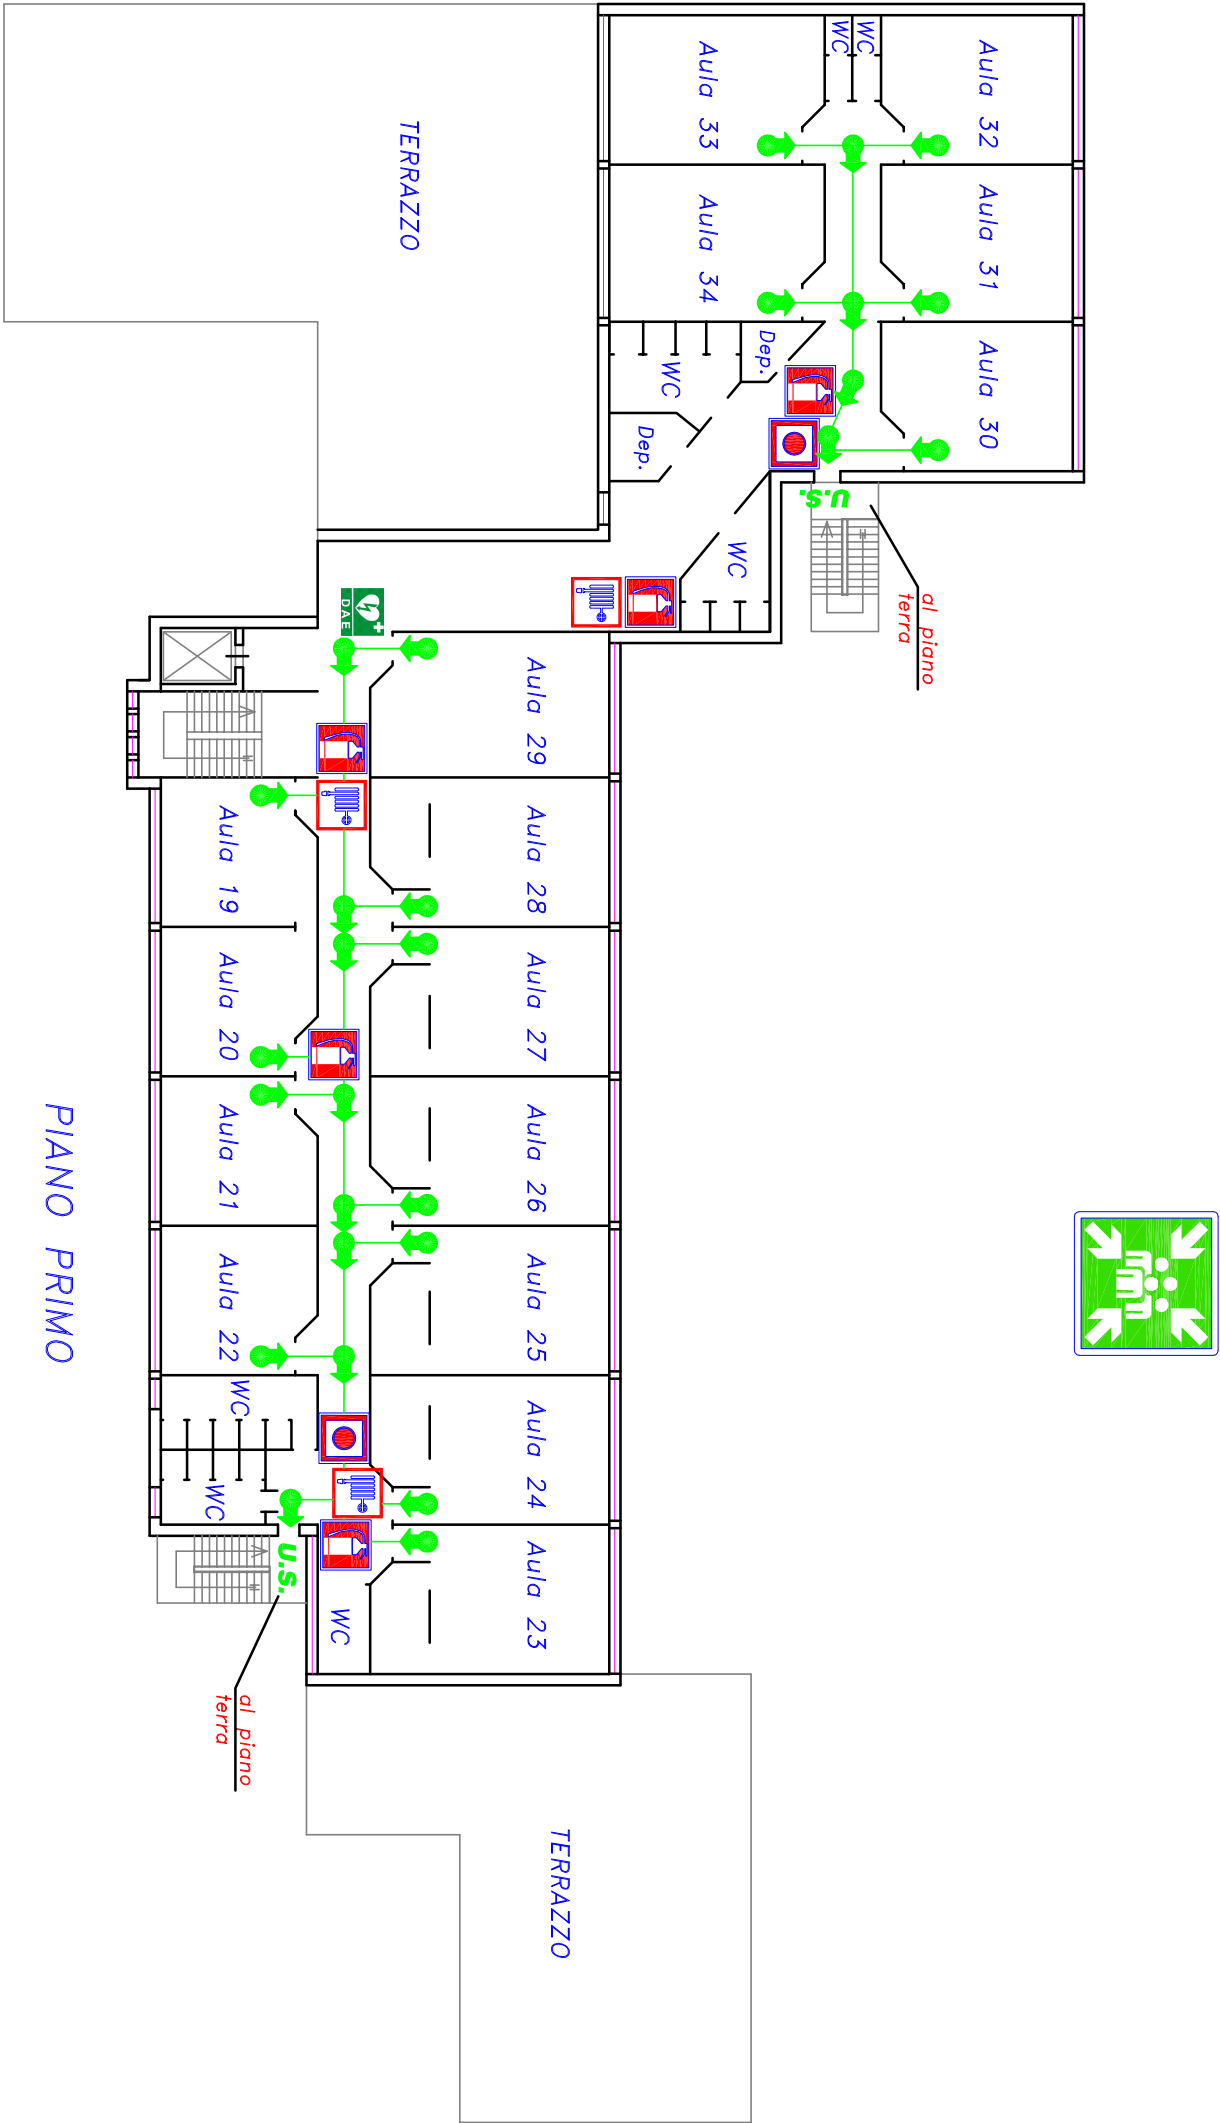 WC
WC
Aula 33
Aula 32
TERRAZZO
Aula 34
Aula 31
Dep.
WC
Aula 30
Dep.
U.S.
WC
al piano
terra
DAE
Aula 29
Aula 19
Aula 28
Aula 20
Aula 27
Aula 21
Aula 26
PIANO PRIMO
Aula 22
Aula 25
WC
Aula 24
WC
U.S.
Aula 23
WC
al piano
terra
TERRAZZO